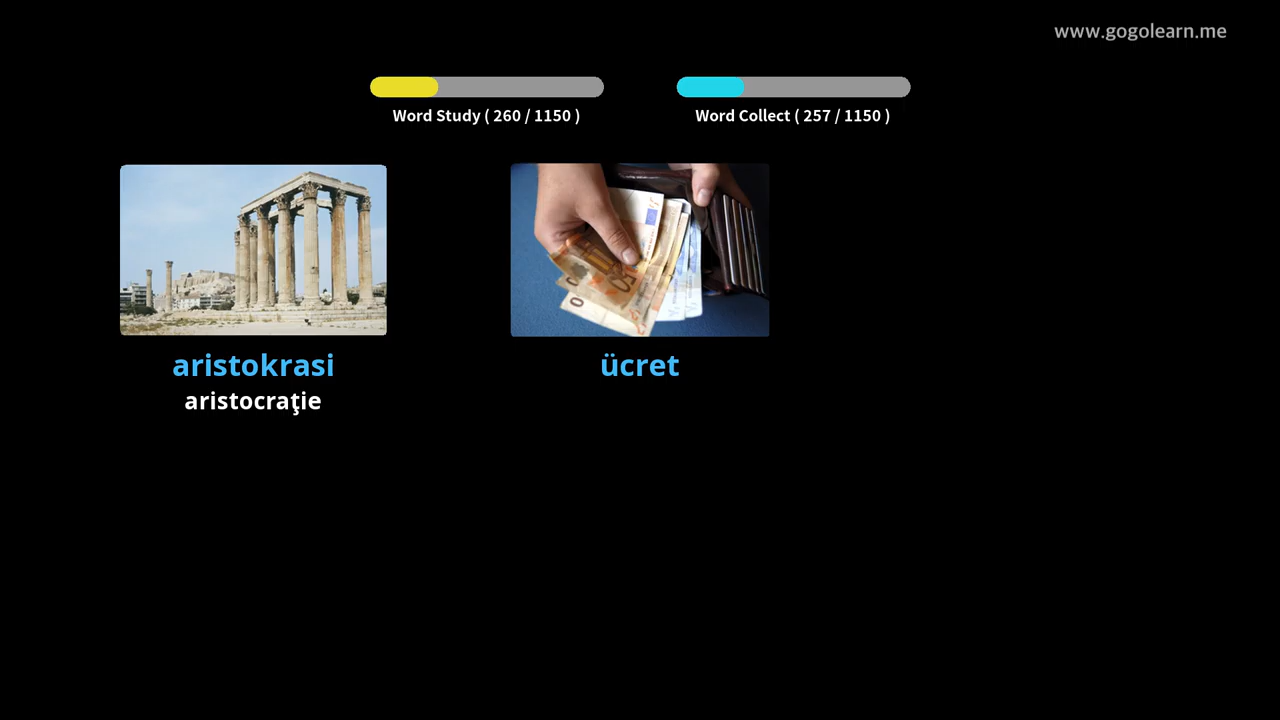 www.gogolearn.me
Word Study ( 260 / 1150 )
Word Collect ( 257 / 1150 )
aristokrasi
aristocraţie
ücret